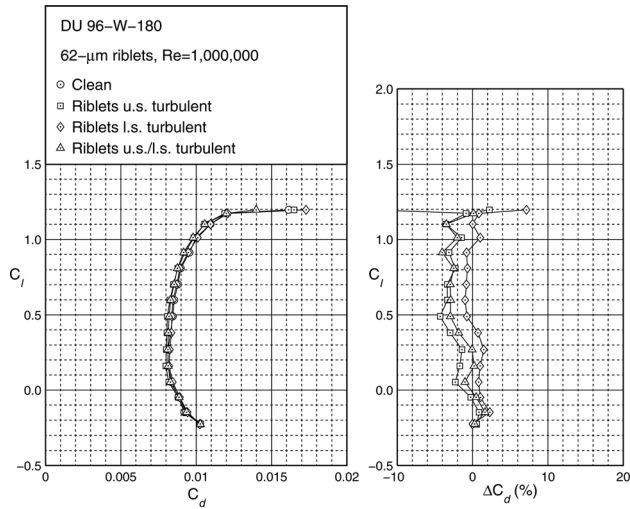 DU 96–W–180
62–μm riblets, Re=1,000,000
Clean
Riblets u.s. turbulent
Riblets l.s. turbulent
Riblets u.s./l.s. turbulent
2.0
1.5
1.5
1.0
1.0
C_l
C_l
0.5
0.5
0.0
0.0
–0.5
–0.5
0 0.005 0.01 0.015 0.02
–10 0 10 20
C_d
ΔC_d (%)